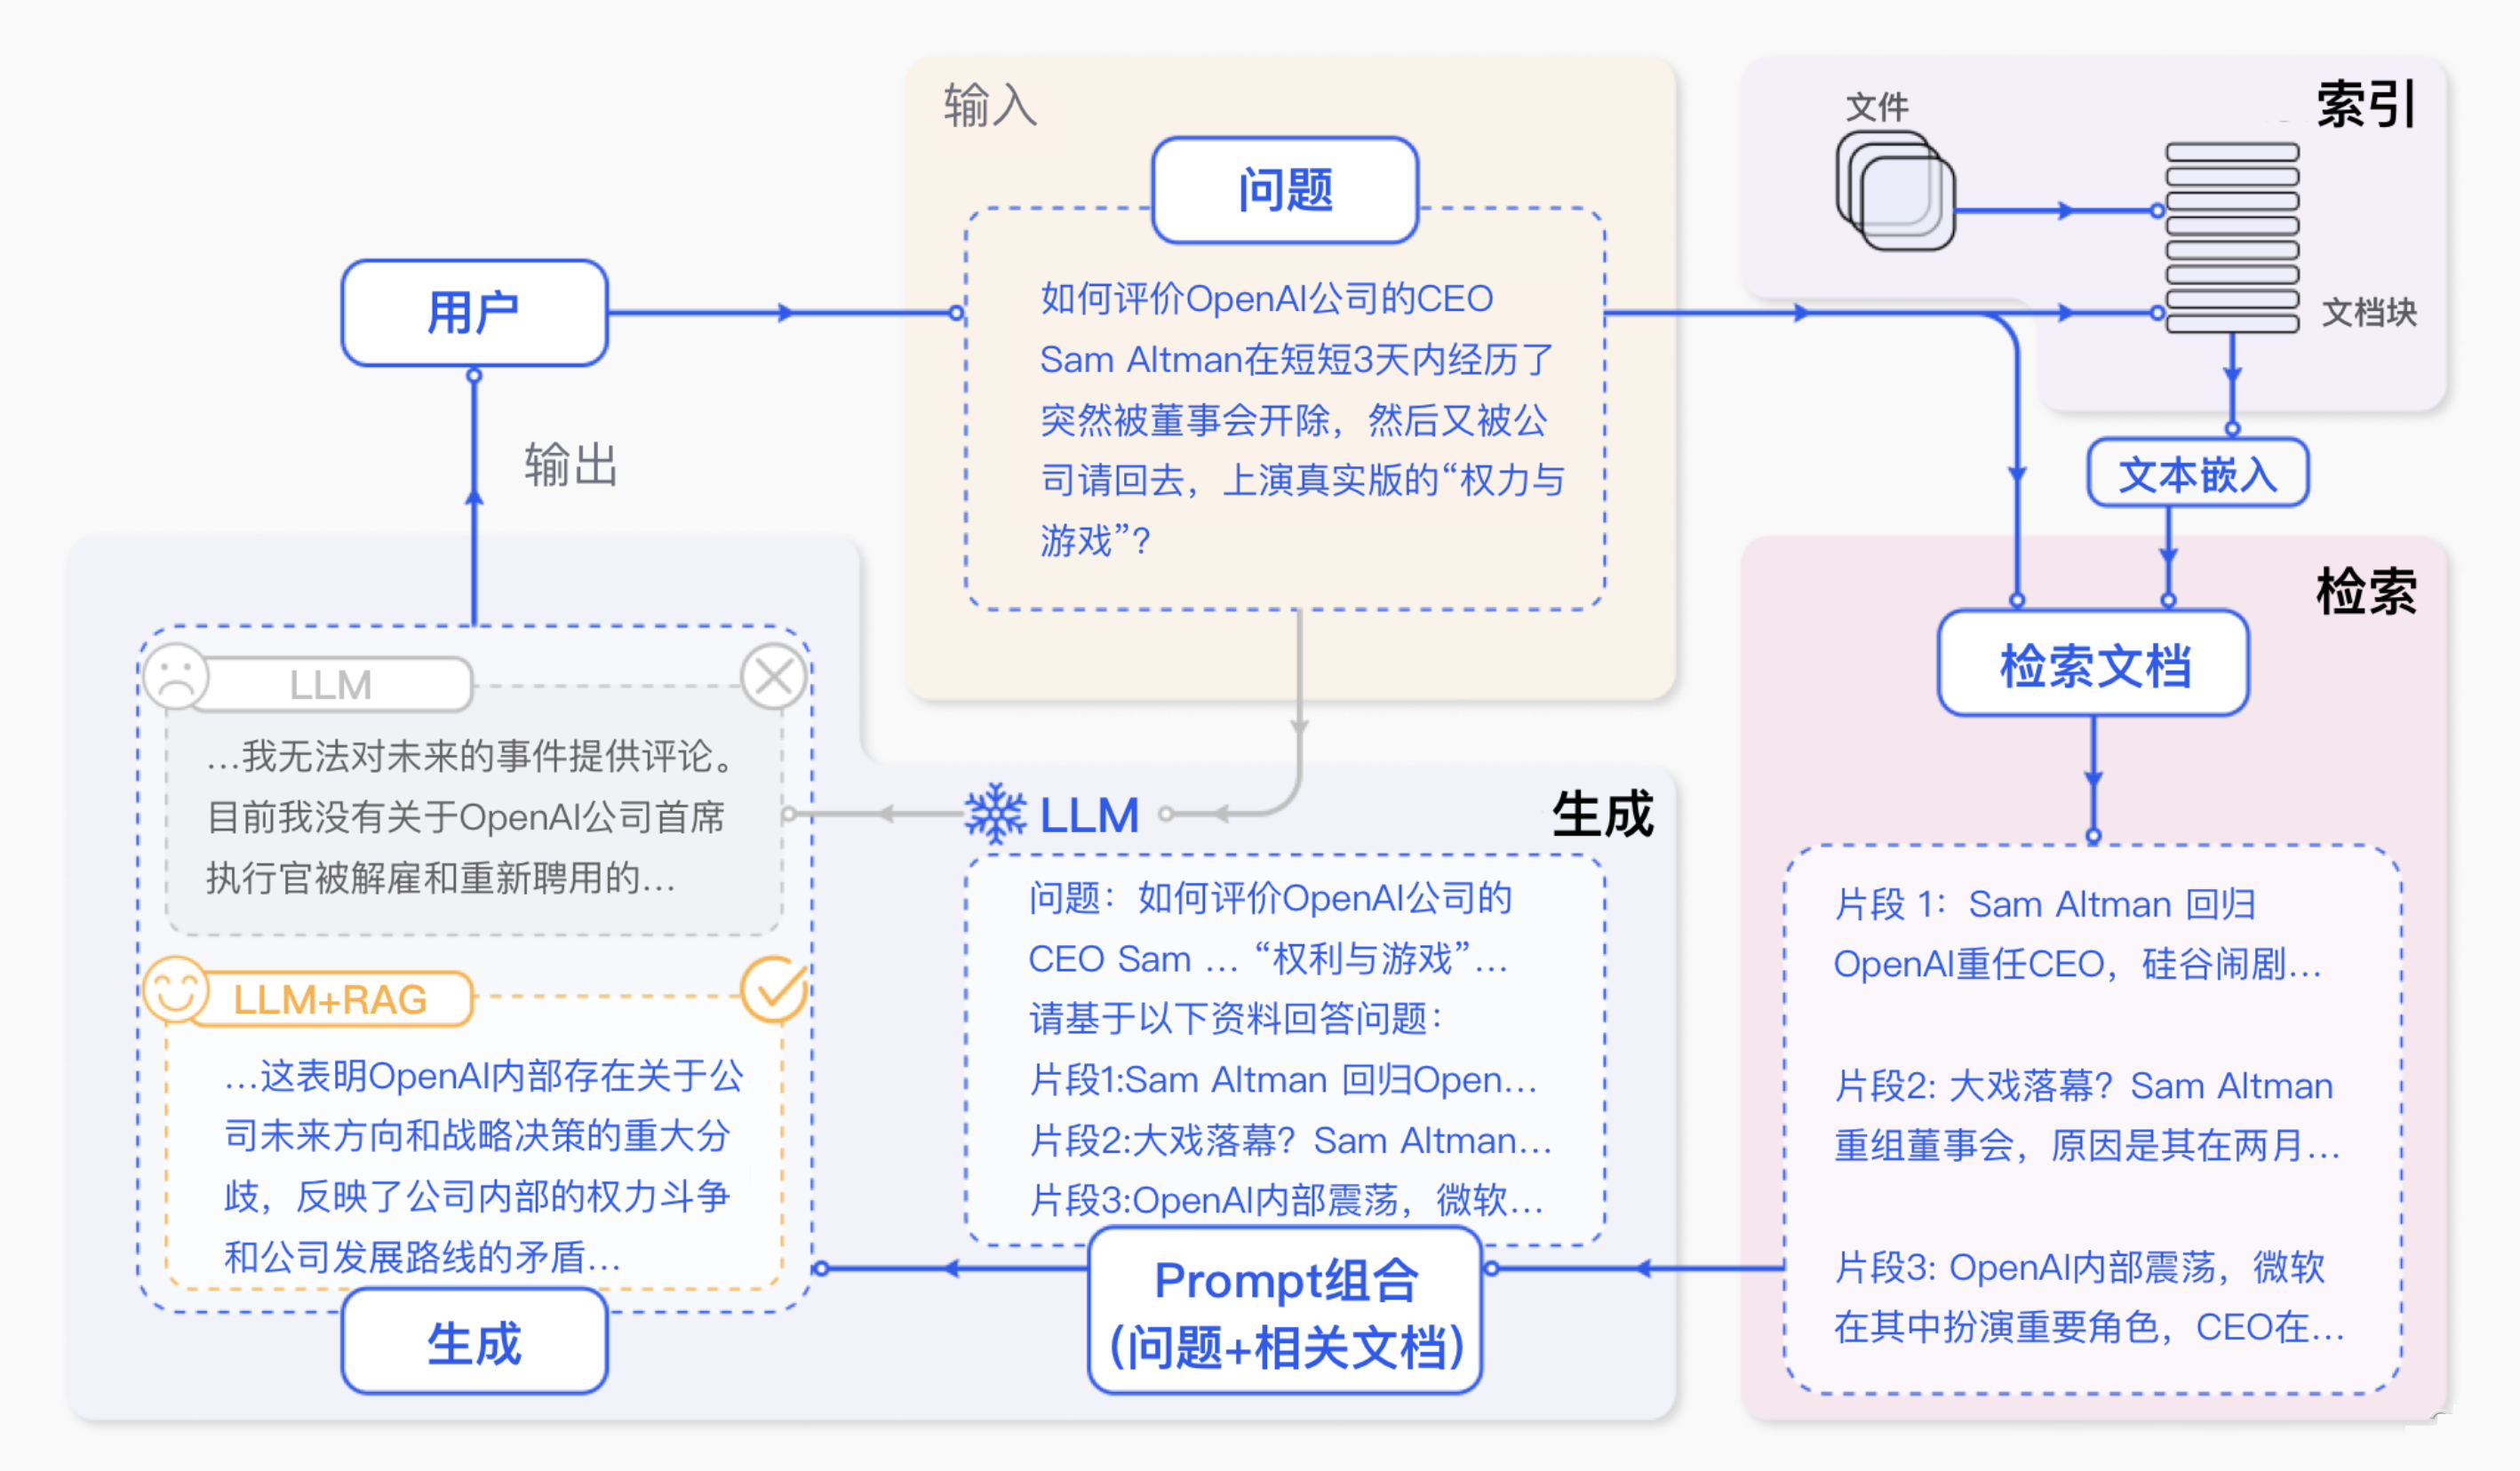 输入
问题
如何评价OpenAI公司的CEO
Sam Altman在短短3天内经历了
突然被董事会开除，然后又被公
司请回去，上演真实版的“权力与
游戏”？
索引
文件
文档块
用户
输出
文本嵌入
检索
检索文档
片段 1：Sam Altman 回归
OpenAI重任CEO，硅谷闹剧...
片段2: 大戏落幕？Sam Altman
重组董事会，原因是其在两月...
片段3: OpenAI内部震荡，微软
在其中扮演重要角色，CEO在...
生成
LLM
问题：如何评价OpenAI公司的
CEO Sam ... “权利与游戏”...
请基于以下资料回答问题：
片段1:Sam Altman 回归Open...
片段2:大戏落幕？Sam Altman...
片段3:OpenAI内部震荡，微软...
Prompt组合
(问题+相关文档)
LLM
...我无法对未来的事件提供评论。
目前我没有关于OpenAI公司首席
执行官被解雇和重新聘用的...
LLM+RAG
...这表明OpenAI内部存在关于公
司未来方向和战略决策的重大分
歧，反映了公司内部的权力斗争
和公司发展路线的矛盾...
生成